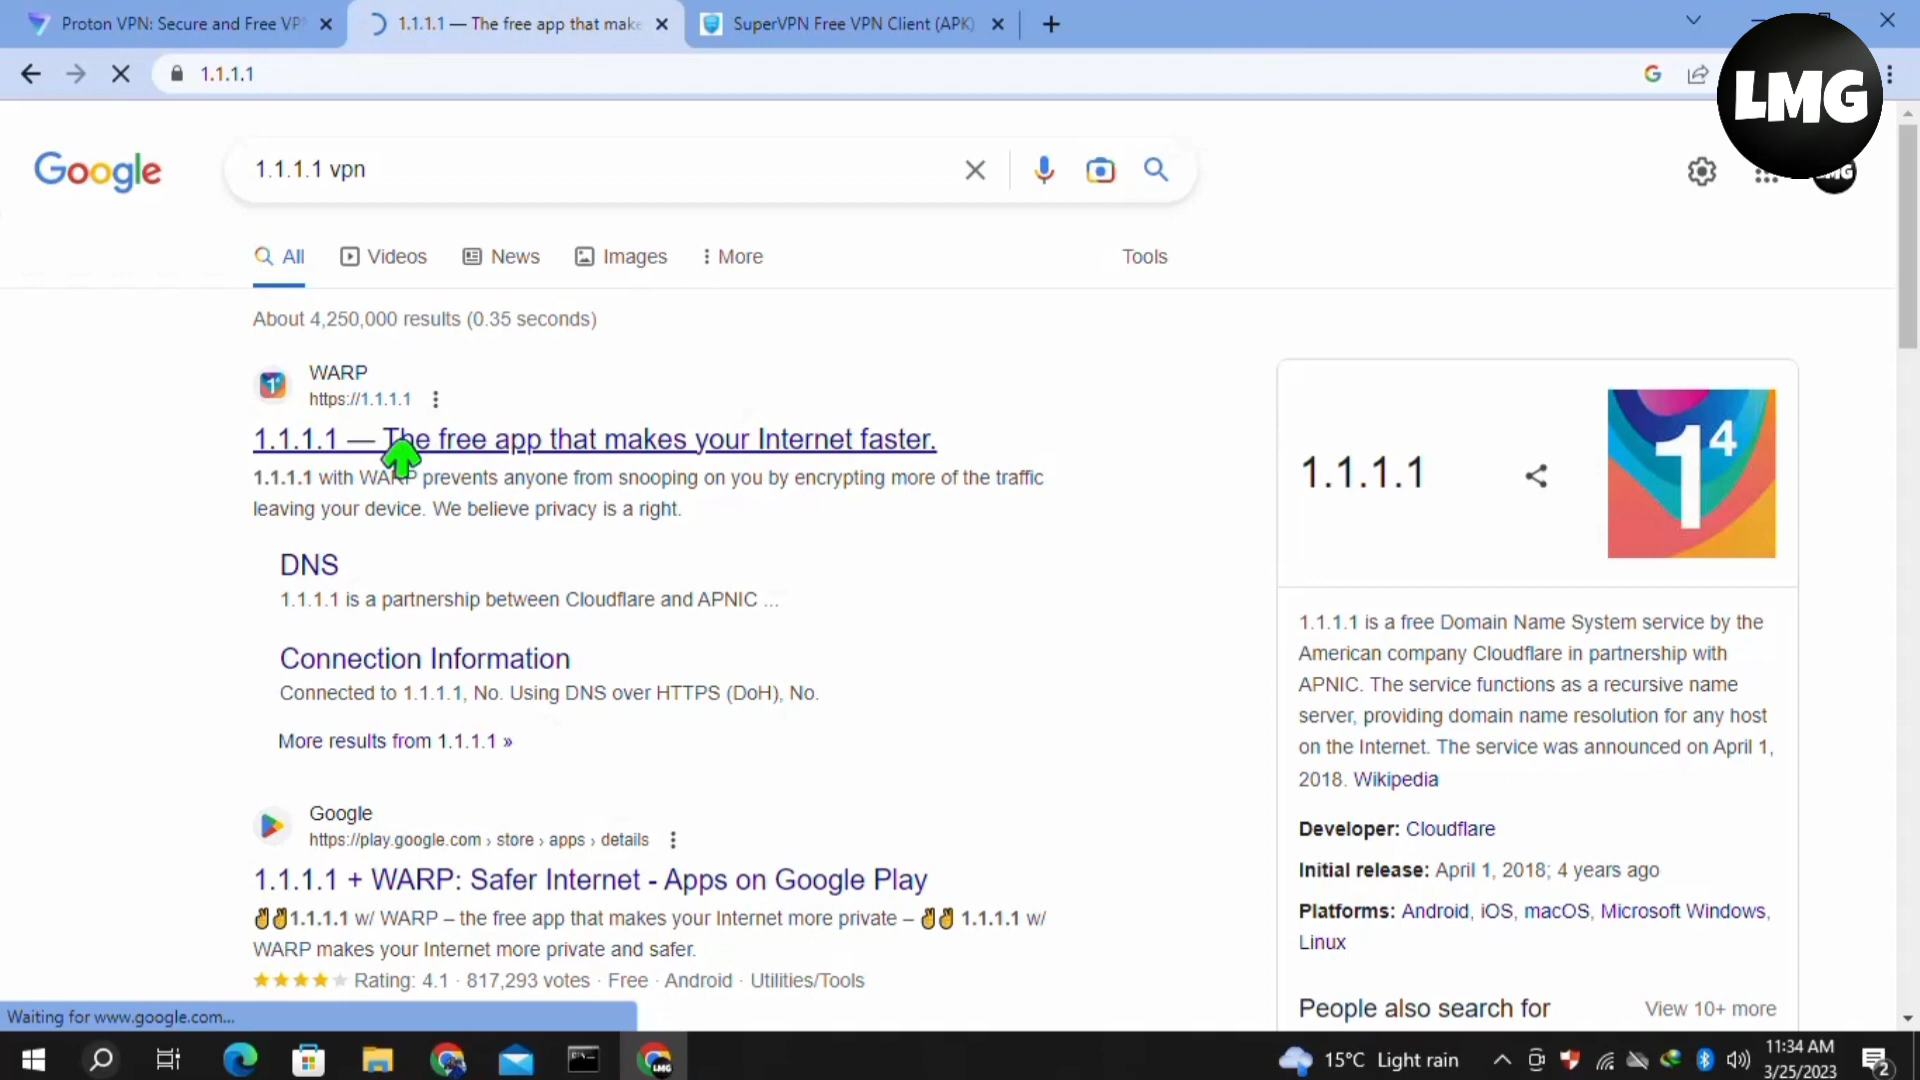 Proton VPN: Secure and Free VP
1.1.1.1 — The free app that make
SuperVPN Free VPN Client (APK)
1.1.1.1
LMG
Google
1.1.1.1 vpn
All
Videos
News
Images
More
Tools
About 4,250,000 results (0.35 seconds)
WARP
https://1.1.1.1
1.1.1.1 — The free app that makes your Internet faster.
1.1.1.1 with WARP prevents anyone from snooping on you by encrypting more of the traffic
leaving your device. We believe privacy is a right.
DNS
1.1.1.1 is a partnership between Cloudflare and APNIC ...
Connection Information
Connected to 1.1.1.1, No. Using DNS over HTTPS (DoH), No.
More results from 1.1.1.1 »
Google
https://play.google.com › store › apps › details
1.1.1.1 + WARP: Safer Internet - Apps on Google Play
✌✌1.1.1.1 w/ WARP – the free app that makes your Internet more private – ✌✌ 1.1.1.1 w/
WARP makes your Internet more private and safer.
Rating: 4.1 · 817,293 votes · Free · Android · Utilities/Tools
1.1.1.1
1⁴
1.1.1.1 is a free Domain Name System service by the
American company Cloudflare in partnership with
APNIC. The service functions as a recursive name
server, providing domain name resolution for any host
on the Internet. The service was announced on April 1,
2018. Wikipedia
Developer: Cloudflare
Initial release: April 1, 2018; 4 years ago
Platforms: Android, iOS, macOS, Microsoft Windows,
Linux
People also search for
View 10+ more
Waiting for www.google.com...
LMG
15°C Light rain
11:34 AM
3/25/2023
2